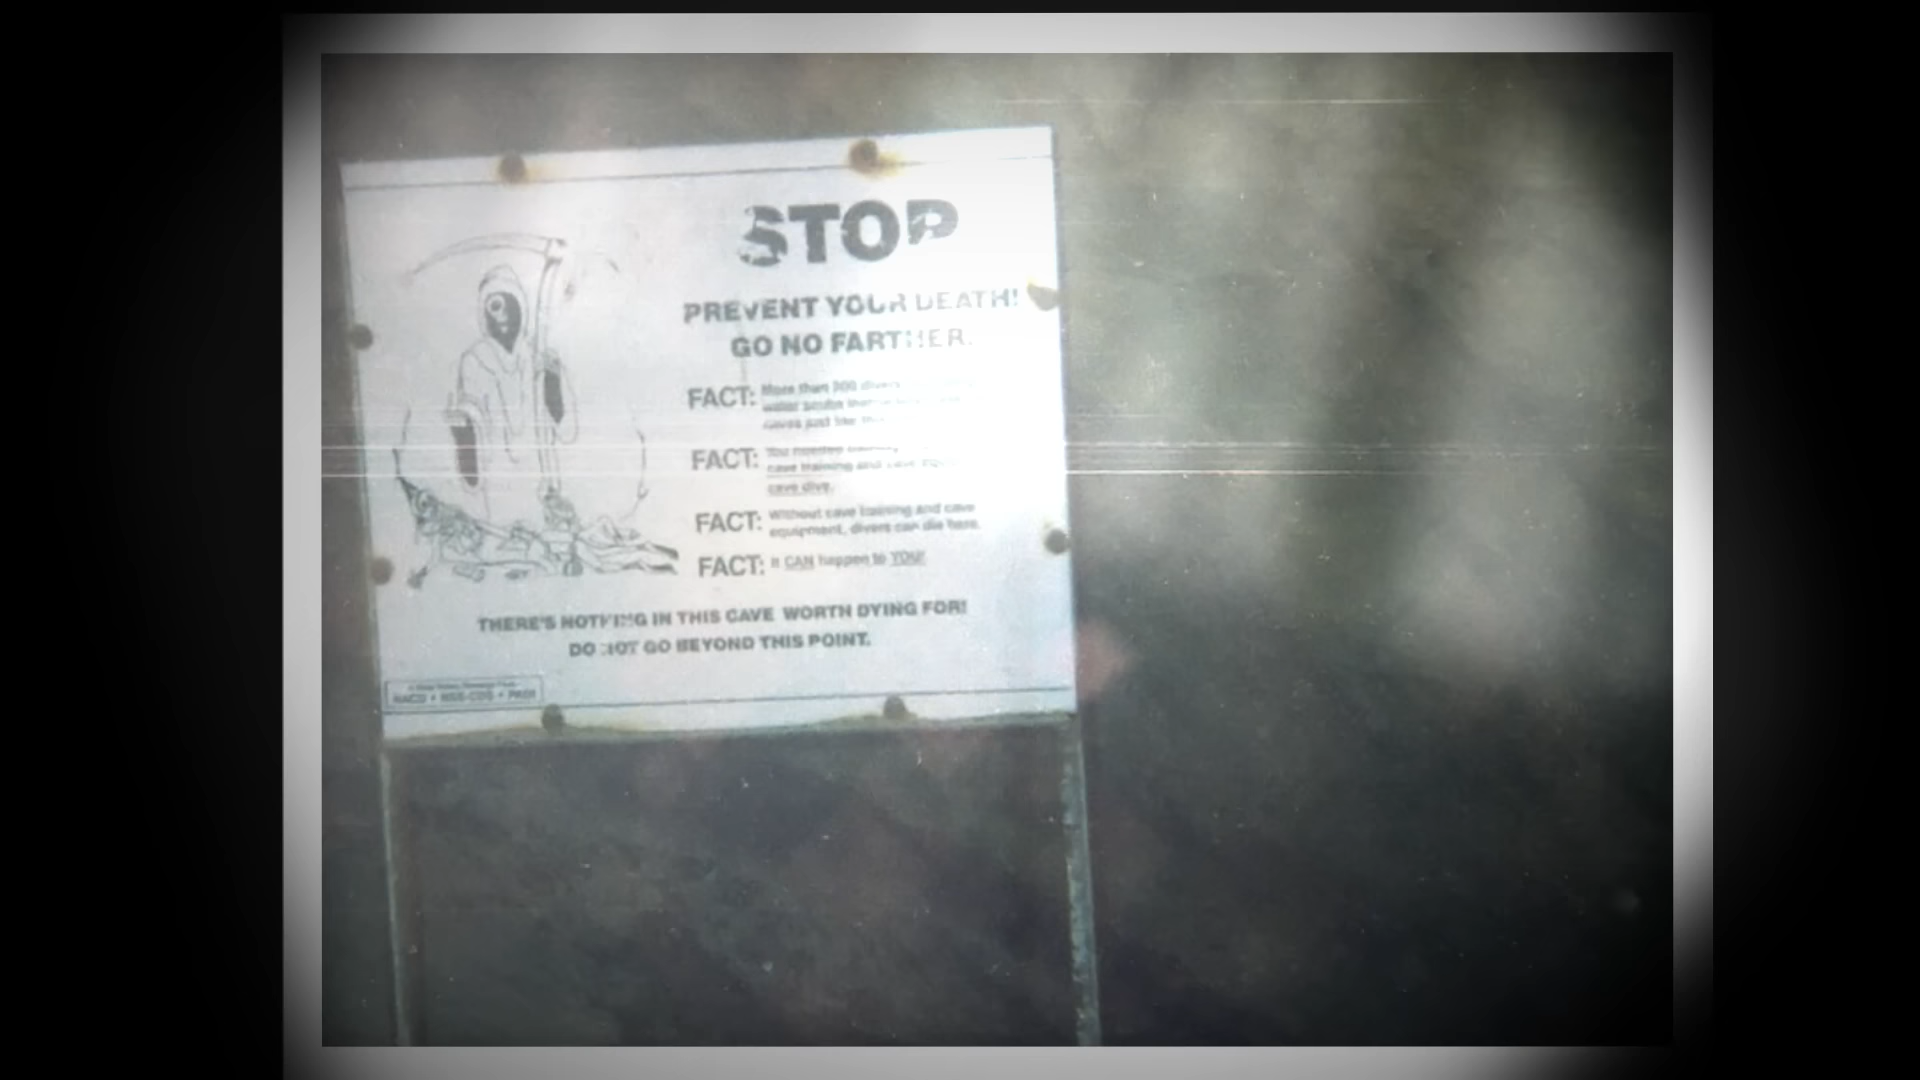 STOP
PREVENT YOUR DEATH!
GO NO FARTHER.
FACT: More than 300 divers
caves just like
FACT: You needed
cave training and cave
cave dive.
FACT: Without cave training and cave
equipment, divers can die here.
FACT: It CAN happen to YOU!
THERE'S NOTHING IN THIS CAVE WORTH DYING FOR!
DO NOT GO BEYOND THIS POINT.
NACD • NSS-CDS • PADI